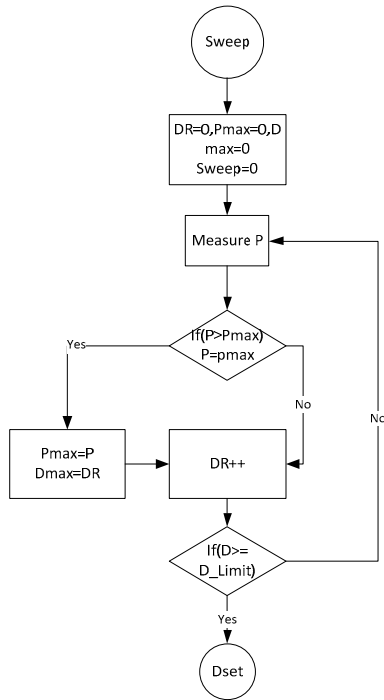 Sweep
DR=0,Pmax=0,D
max=0
Sweep=0
Measure P
If(P>Pmax)
P=pmax
Yes
No
No
Pmax=P
Dmax=DR
DR++
If(D>=
D_Limit)
Yes
Dset